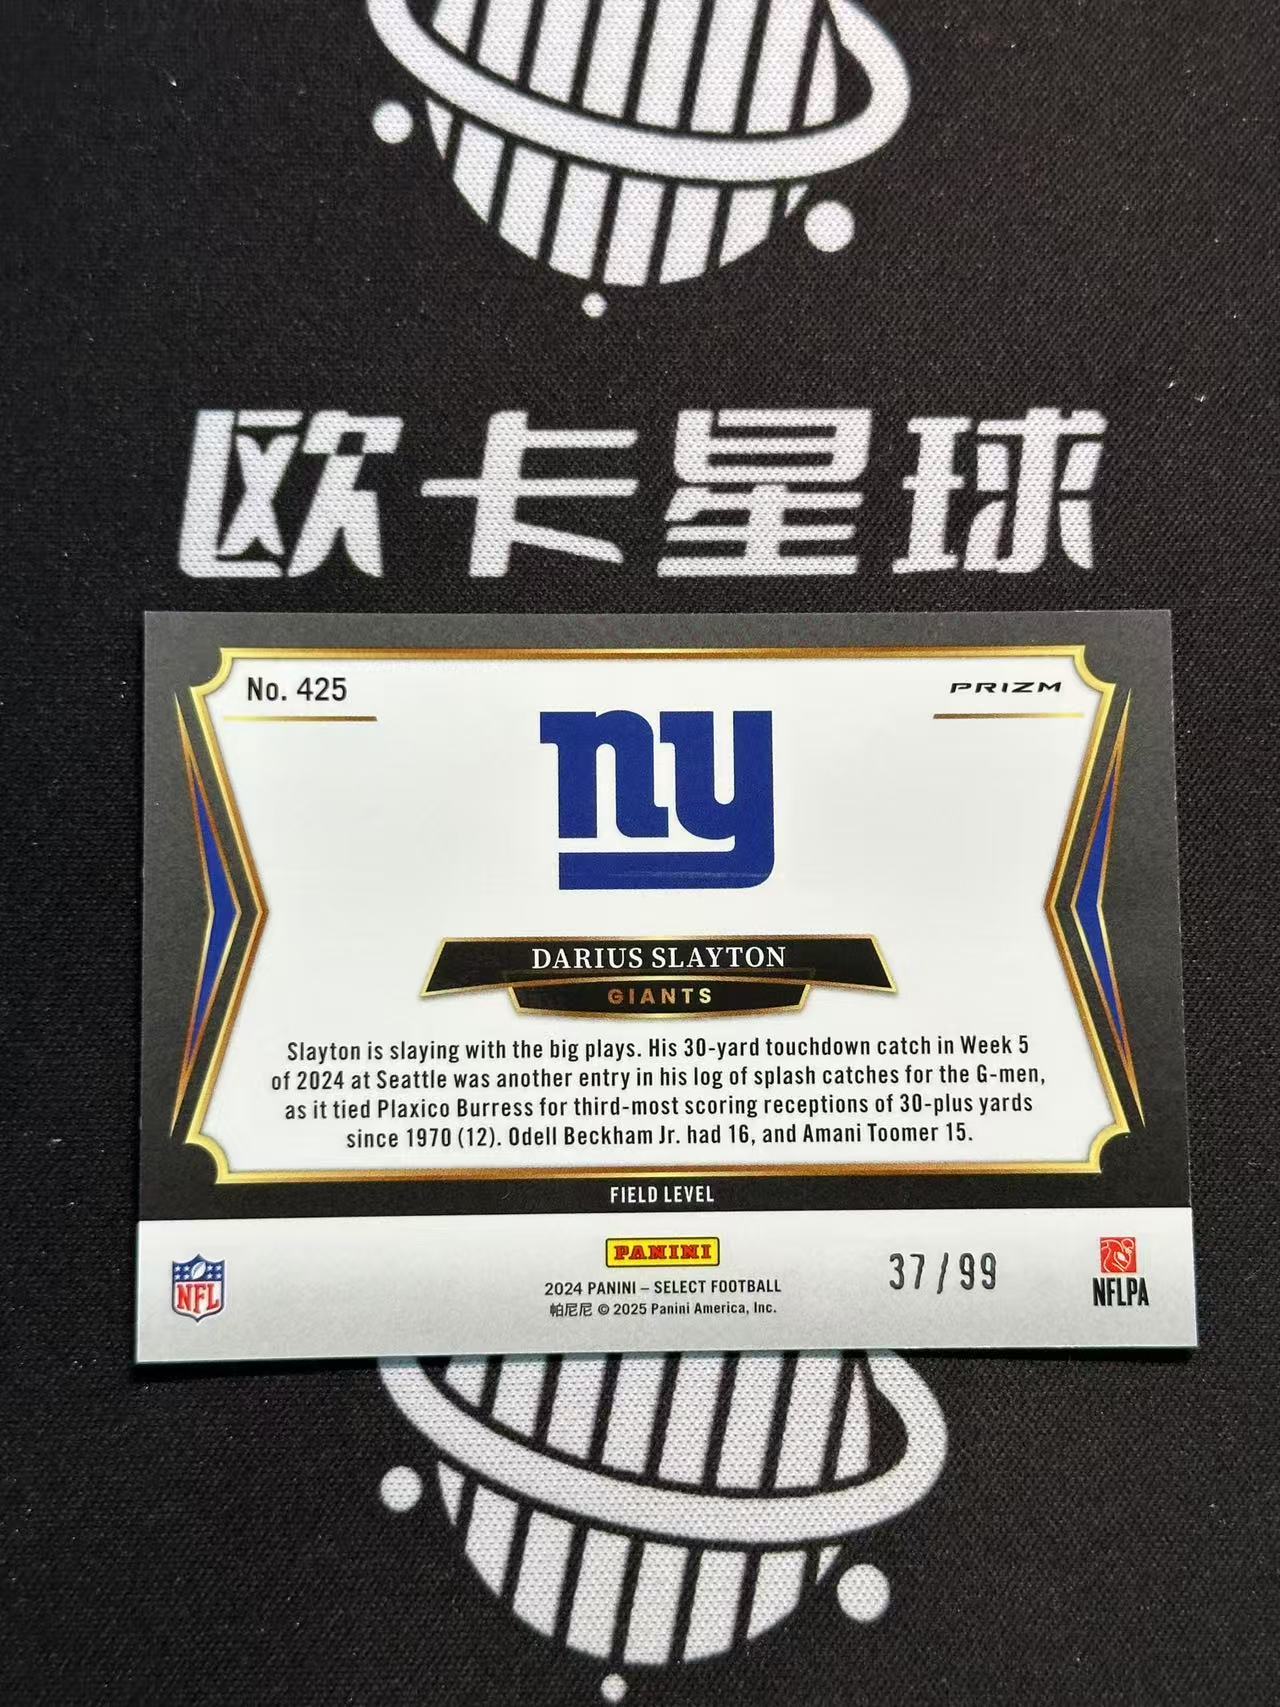 欧卡星球
No. 425
PRIZM
ny
DARIUS SLAYTON
GIANTS
Slayton is slaying with the big plays. His 30-yard touchdown catch in Week 5
of 2024 at Seattle was another entry in his log of splash catches for the G-men,
as it tied Plaxico Burress for third-most scoring receptions of 30-plus yards
since 1970 (12). Odell Beckham Jr. had 16, and Amani Toomer 15.
FIELD LEVEL
NFL
PANINI
2024 PANINI – SELECT FOOTBALL
帕尼尼 © 2025 Panini America, Inc.
37/99
NFLPA